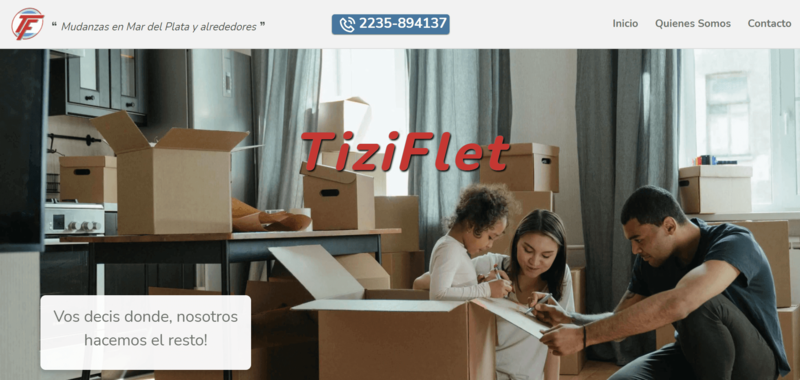 TF
❝ Mudanzas en Mar del Plata y alrededores ❞
2235-894137
Inicio
Quienes Somos
Contacto
TiziFlet
Vos decis donde, nosotros
hacemos el resto!